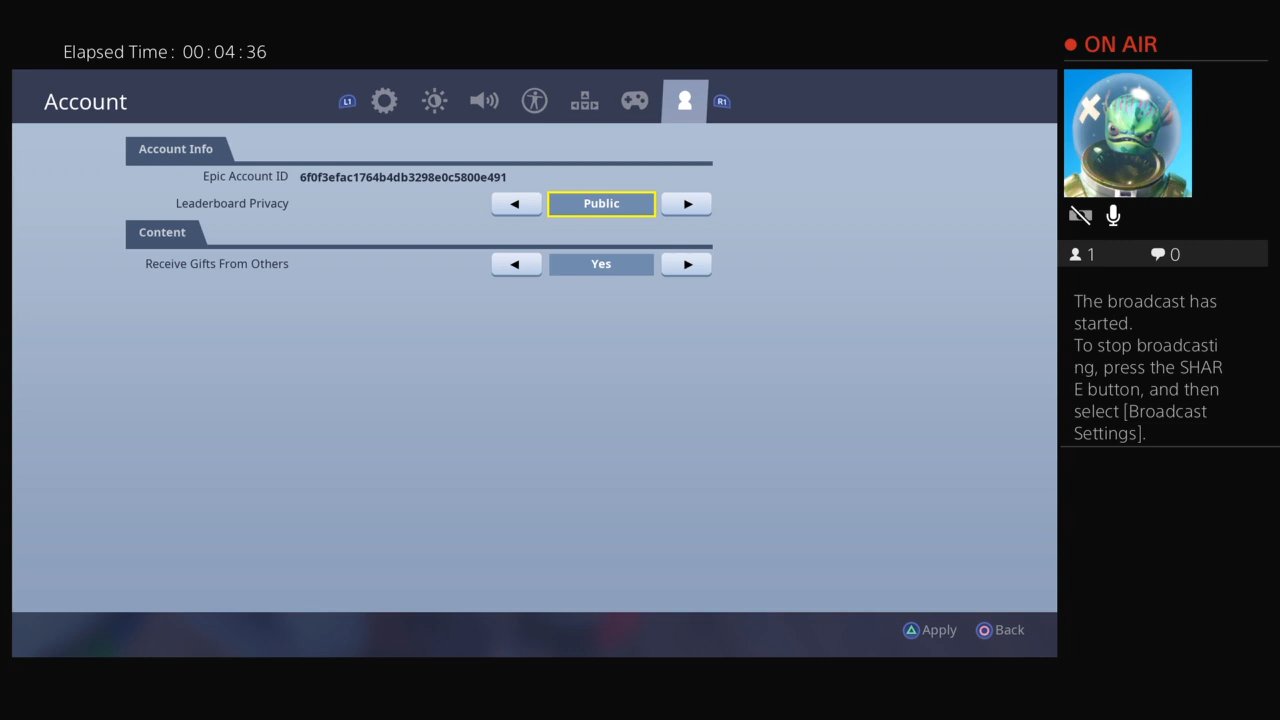 Elapsed Time: 00:04:36
ON AIR
Account
L1
R1
Account Info
Epic Account ID 6f0f3efac1764b4db3298e0c5800e491
Leaderboard Privacy Public
Content
Receive Gifts From Others Yes
1 0
The broadcast has
started.
To stop broadcasti
ng, press the SHAR
E button, and then
select [Broadcast
Settings].
Apply Back